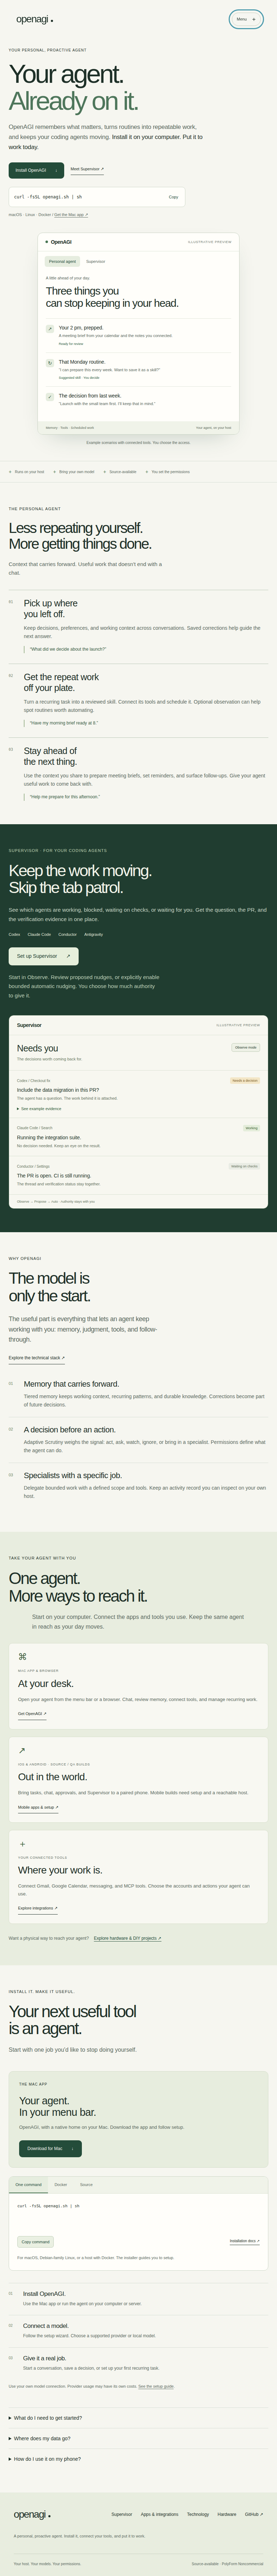 openagi
Menu +
YOUR PERSONAL, PROACTIVE AGENT
Your agent.
Already on it.
OpenAGI remembers what matters, turns routines into repeatable work,
and keeps your coding agents moving. Install it on your computer. Put it to
work today.
Install OpenAGI ↓
Meet Supervisor ↗
curl -fsSL openagi.sh | sh
Copy
macOS · Linux · Docker / Get the Mac app ↗
OpenAGI
ILLUSTRATIVE PREVIEW
Personal agent
Supervisor
A little ahead of your day.
Three things you
can stop keeping in your head.
Your 2 pm, prepped.
A meeting brief from your calendar and the notes you connected.
Ready for review
That Monday routine.
"I can prepare this every week. Want to save it as a skill?"
Suggested skill · You decide
The decision from last week.
"Launch with the small team first. I'll keep that in mind."
Memory · Tools · Scheduled work
Your agent, on your host.
Example scenarios with connected tools. You choose the access.
Runs on your host
Bring your own model
Source-available
You set the permissions
THE PERSONAL AGENT
Less repeating yourself.
More getting things done.
Context that carries forward. Useful work that doesn't end with a
chat.
01
Pick up where
you left off.
Keep decisions, preferences, and working context across conversations. Saved corrections help guide the
next answer.
"What did we decide about the launch?"
02
Get the repeat work
off your plate.
Turn a recurring task into a reviewed skill. Connect its tools and schedule it. Optional observation can help
spot routines worth automating.
"Have my morning brief ready at 8."
03
Stay ahead of
the next thing.
Use the context you share to prepare meeting briefs, set reminders, and surface follow-ups. Give your agent
useful work to come back with.
"Help me prepare for this afternoon."
SUPERVISOR · FOR YOUR CODING AGENTS
Keep the work moving.
Skip the tab patrol.
See which agents are working, blocked, waiting on checks, or waiting for you. Get the question, the PR, and
the verification evidence in one place.
Codex Claude Code Conductor Antigravity
Set up Supervisor ↗
Start in Observe. Review proposed nudges, or explicitly enable
bounded automatic nudging. You choose how much authority
to give it.
Supervisor
ILLUSTRATIVE PREVIEW
Needs you
Observe mode
The decisions worth coming back for.
Codex / Checkout fix
Needs a decision
Include the data migration in this PR?
The agent has a question. The work behind it is attached.
▶ See example evidence
Claude Code / Search
Working
Running the integration suite.
No decision needed. Keep an eye on the result.
Conductor / Settings
Waiting on checks
The PR is open. CI is still running.
The thread and verification status stay together.
Observe → Propose → Auto · Authority stays with you
WHY OPENAGI
The model is
only the start.
The useful part is everything that lets an agent keep
working with you: memory, judgment, tools, and follow-
through.
Explore the technical stack ↗
01
Memory that carries forward.
Tiered memory keeps working context, recurring patterns, and durable knowledge. Corrections become part
of future decisions.
02
A decision before an action.
Adaptive Scrutiny weighs the signal: act, ask, watch, ignore, or bring in a specialist. Permissions define what
the agent can do
03
Specialists with a specific job.
Delegate bounded work with a defined scope and tools. Keep an activity record you can inspect on your own
host.
TAKE YOUR AGENT WITH YOU
One agent.
More ways to reach it.
Start on your computer. Connect the apps and tools you use. Keep the same agent
in reach as your day moves.
⌘
MAC APP & BROWSER
At your desk.
Open your agent from the menu bar or a browser. Chat, review memory, connect tools, and manage recurring work.
Get OpenAGI ↗
↗
IOS & ANDROID · SOURCE / QA BUILDS
Out in the world.
Bring tasks, chat, approvals, and Supervisor to a paired phone. Mobile builds need setup and a reachable host.
Mobile apps & setup ↗
+
YOUR CONNECTED TOOLS
Where your work is.
Connect Gmail, Google Calendar, messaging, and MCP tools. Choose the accounts and actions your agent can
use.
Explore integrations ↗
Want a physical way to reach your agent? Explore hardware & DIY projects ↗
INSTALL IT. MAKE IT USEFUL.
Your next useful tool
is an agent.
Start with one job you'd like to stop doing yourself.
THE MAC APP
Your agent.
In your menu bar.
OpenAGI, with a native home on your Mac. Download the app and follow setup.
Download for Mac ↓
One command
Docker
Source
curl -fsSL openagi.sh | sh
Copy command
Installation docs ↗
For macOS, Debian-family Linux, or a host with Docker. The installer guides you to setup.
01
Install OpenAGI.
Use the Mac app or run the agent on your computer or server.
02
Connect a model.
Follow the setup wizard. Choose a supported provider or local model.
03
Give it a real job.
Start a conversation, save a decision, or set up your first recurring task.
Use your own model connection. Provider usage may have its own costs. See the setup guide.
▶ What do I need to get started?
▶ Where does my data go?
▶ How do I use it on my phone?
openagi
Supervisor Apps & integrations Technology Hardware GitHub ↗
A personal, proactive agent. Install it, connect your tools, and put it to work.
Your host. Your models. Your permissions.
Source-available · PolyForm Noncommercial